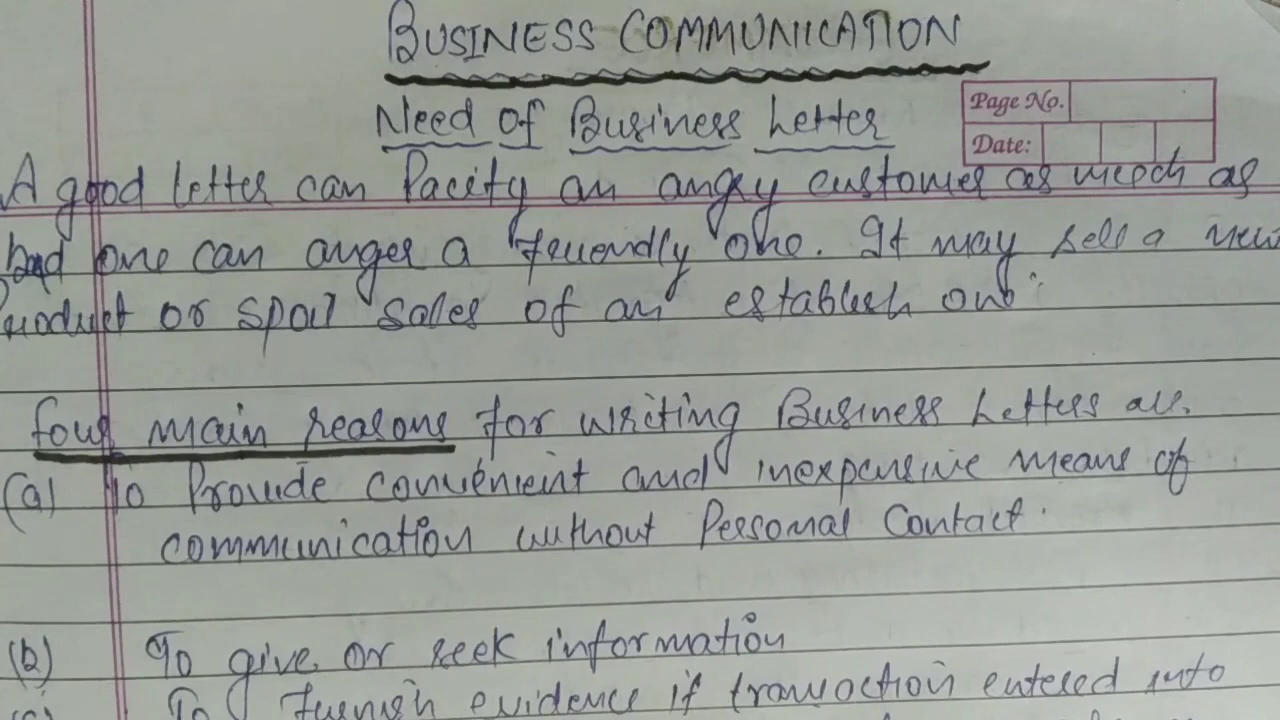 BUSINESS COMMUNICATION
Need of Business Letter
Page No.
Date:
A good letter can Pacify an angry customer as much as
bad one can anger a friendly one. It may sell a new
product or spoil sales of an establish one
four main reasons for writing Business Letters are.
(a) To Provide convenient and inexpensive means of
communication without Personal Contact.
(b) To give or seek information
(c) To furnish evidence if transaction entered into